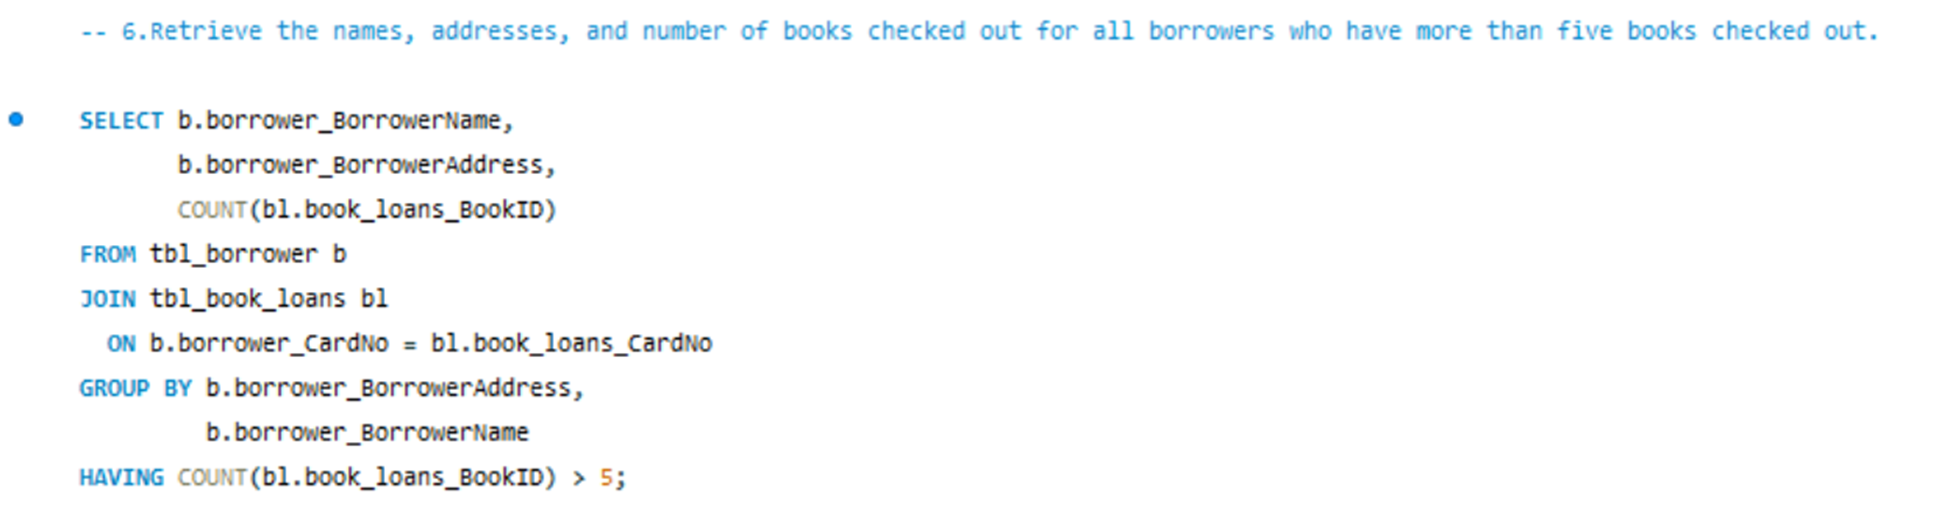 -- 6.Retrieve the names, addresses, and number of books checked out for all borrowers who have more than five books checked out.
SELECT b.borrower_BorrowerName,
b.borrower_BorrowerAddress,
COUNT(bl.book_loans_BookID)
FROM tbl_borrower b
JOIN tbl_book_loans bl
ON b.borrower_CardNo = bl.book_loans_CardNo
GROUP BY b.borrower_BorrowerAddress,
b.borrower_BorrowerName
HAVING COUNT(bl.book_loans_BookID) > 5;